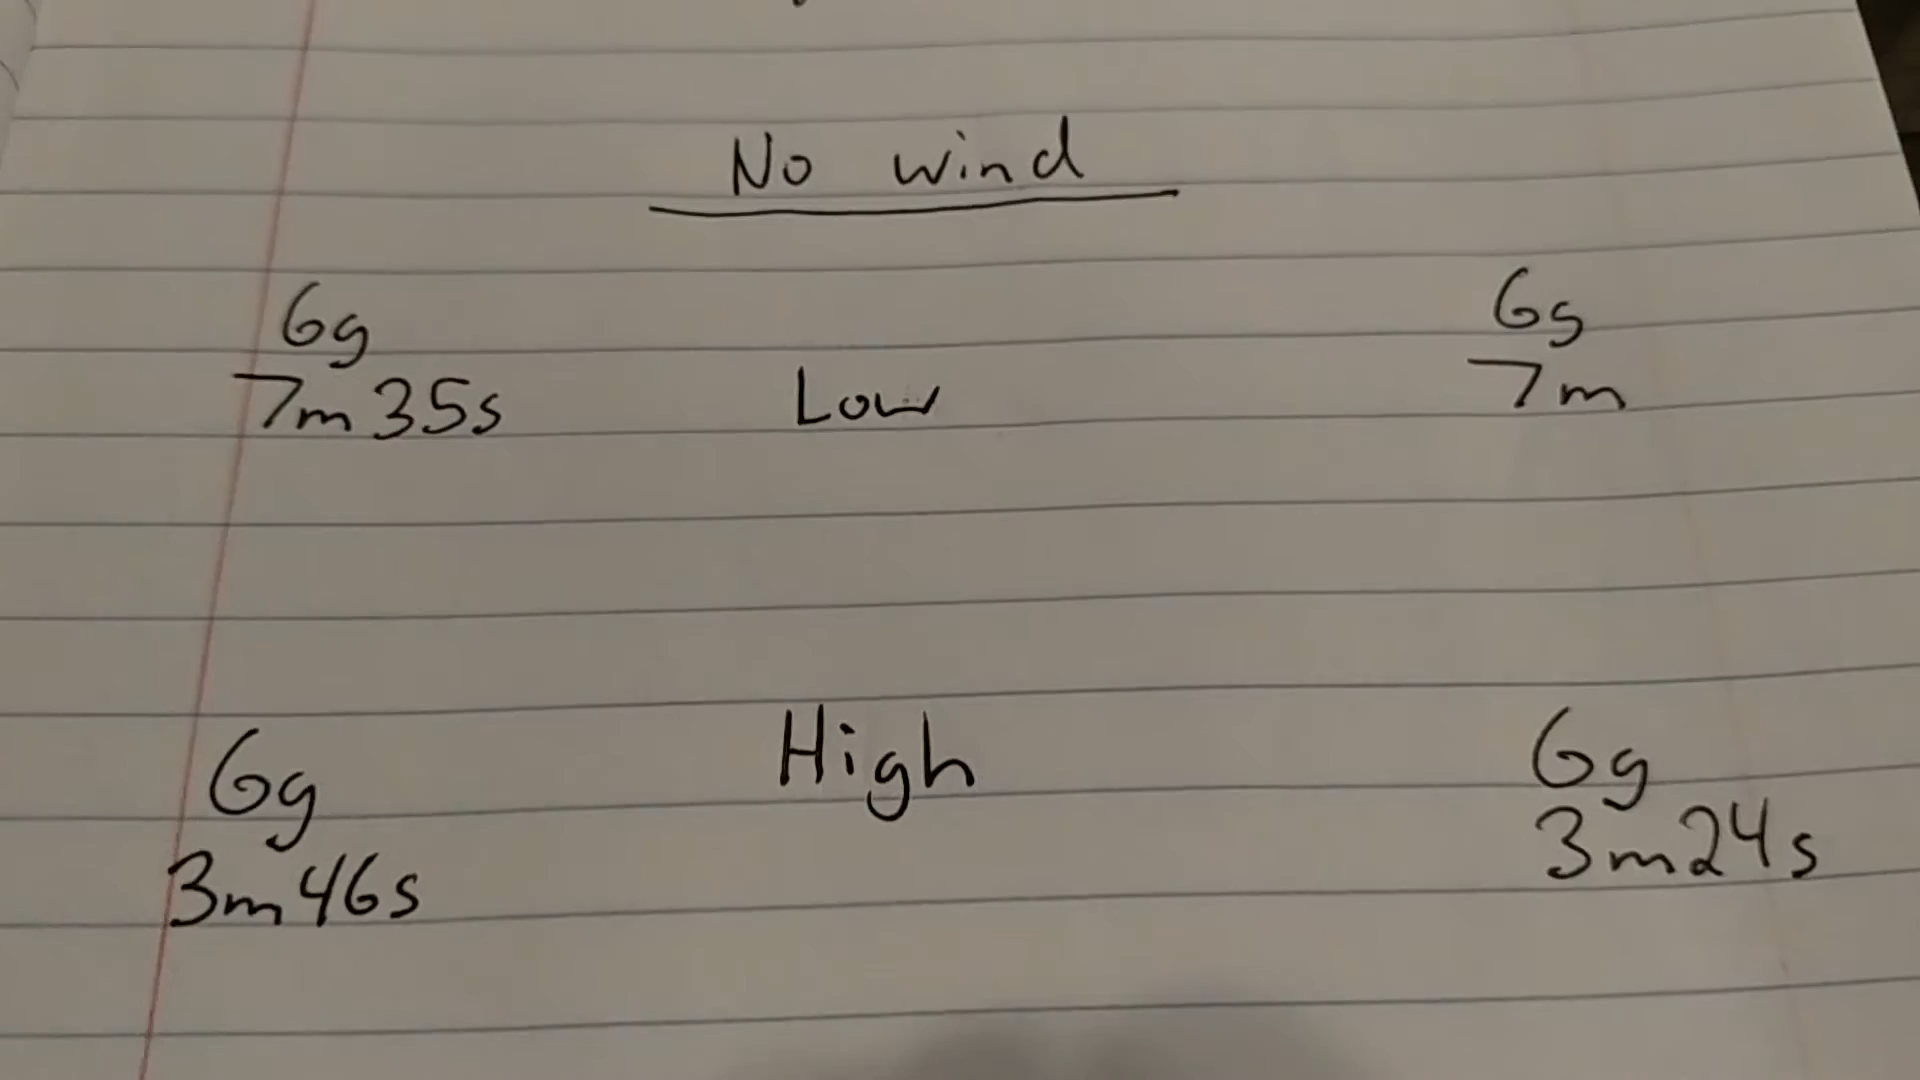 No wind
6g 6g
7m 35s Low 7m
6g High 6g
3m 46s 3m 24s